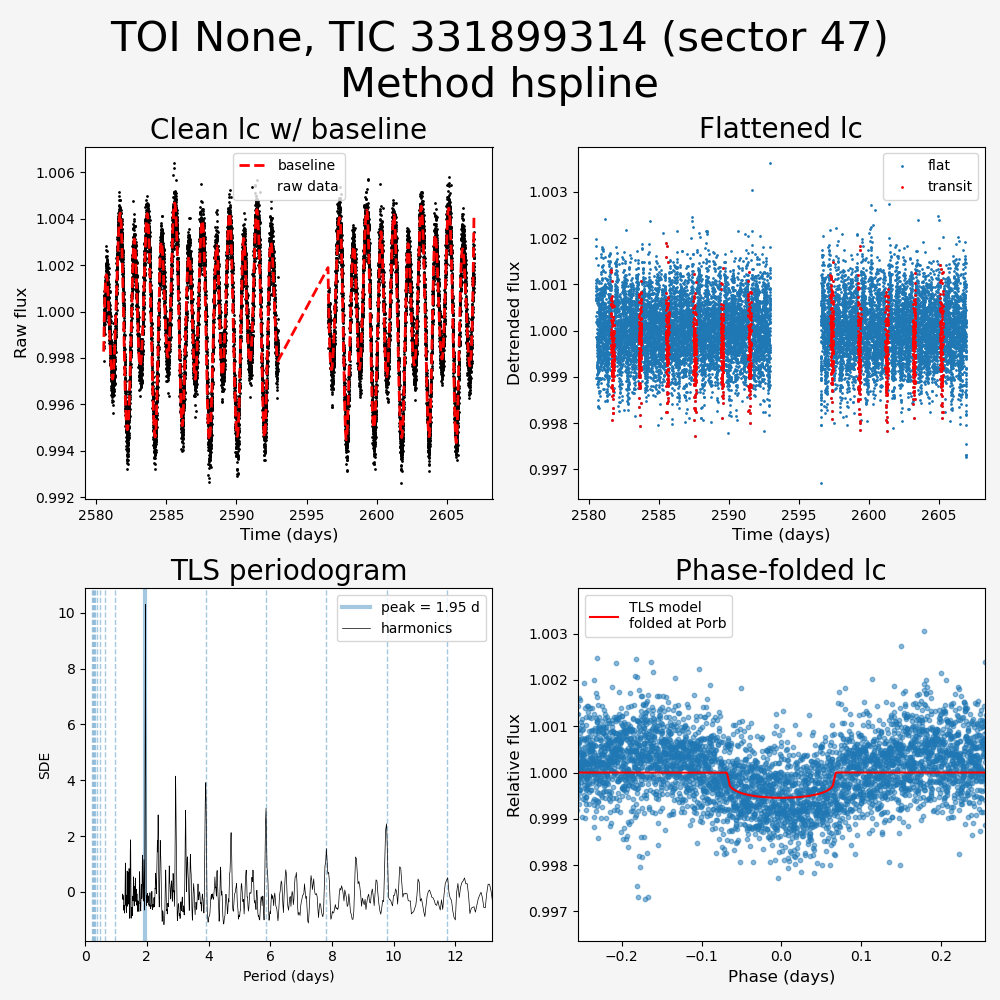 TOI None, TIC 331899314 (sector 47)
Method hspline
Clean lc w/ baseline
baseline
raw data
Raw flux
1.006
1.004
1.002
1.000
0.998
0.996
0.994
0.992
2580
2585
2590
2595
2600
2605
Time (days)
Flattened lc
flat
transit
Detrended flux
1.003
1.002
1.001
1.000
0.999
0.998
0.997
2580
2585
2590
2595
2600
2605
Time (days)
TLS periodogram
peak = 1.95 d
harmonics
SDE
10
8
6
4
2
0
0
2
4
6
8
10
12
Period (days)
Phase-folded lc
TLS model
folded at Porb
Relative flux
1.003
1.002
1.001
1.000
0.999
0.998
0.997
−0.2
−0.1
0.0
0.1
0.2
Phase (days)